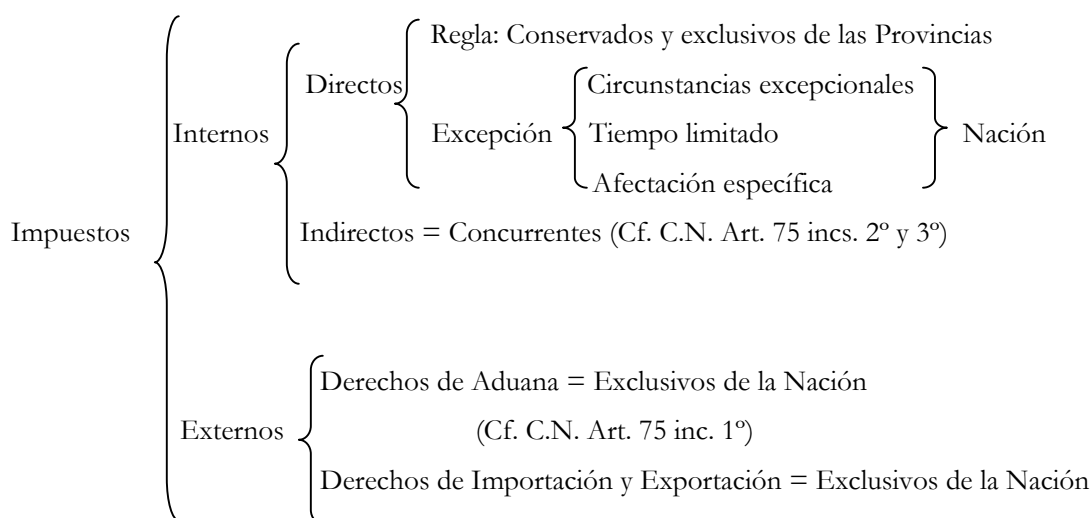 Regla: Conservados y exclusivos de las Provincias
Directos
Circunstancias excepcionales
Internos
Excepción
Tiempo limitado
Nación
Afectación específica
Impuestos
Indirectos = Concurrentes (Cf. C.N. Art. 75 incs. 2º y 3º)
Derechos de Aduana = Exclusivos de la Nación
Externos
(Cf. C.N. Art. 75 inc. 1º)
Derechos de Importación y Exportación = Exclusivos de la Nación